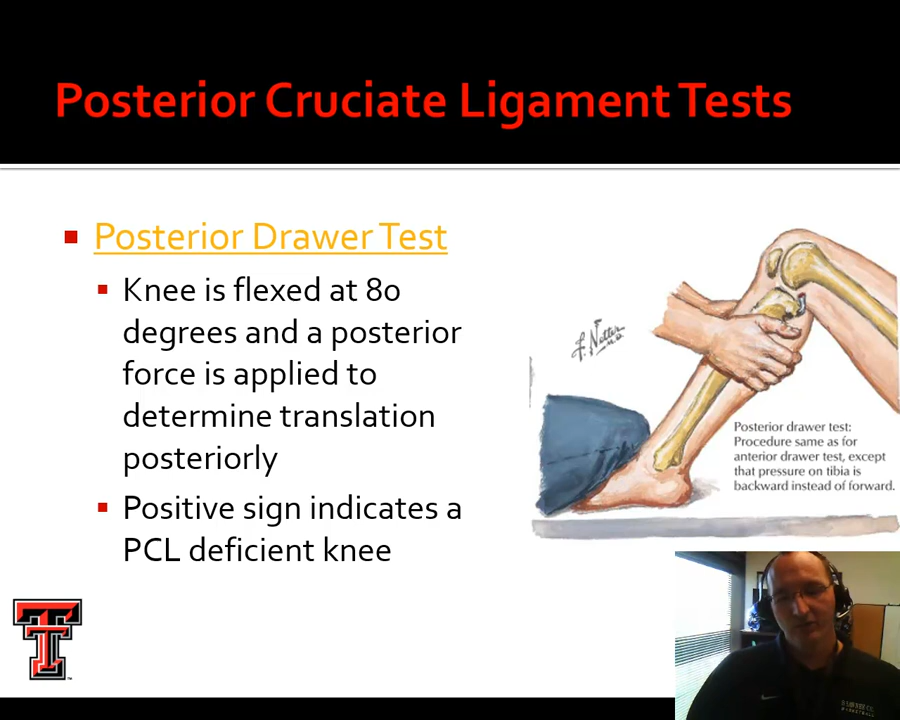 Posterior Cruciate Ligament Tests
Posterior Drawer Test
Knee is flexed at 80
degrees and a posterior
force is applied to
determine translation
posteriorly
Positive sign indicates a
PCL deficient knee
F. Netter
M.D.
Posterior drawer test:
Procedure same as for
anterior drawer test, except
that pressure on tibia is
backward instead of forward.